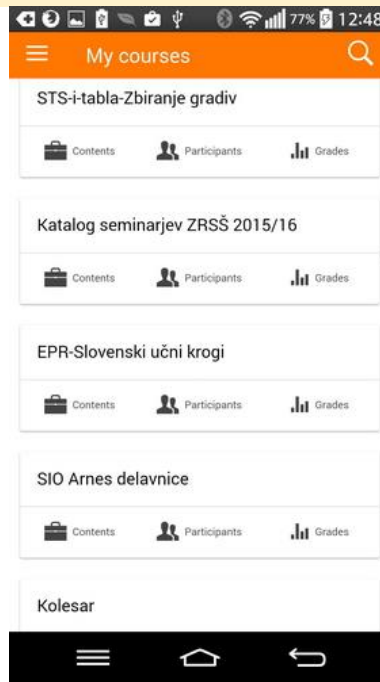 77% 12:48
My courses
STS-i-tabla-Zbiranje gradiv
Contents Participants Grades
Katalog seminarjev ZRSŠ 2015/16
Contents Participants Grades
EPR-Slovenski učni krogi
Contents Participants Grades
SIO Arnes delavnice
Contents Participants Grades
Kolesar